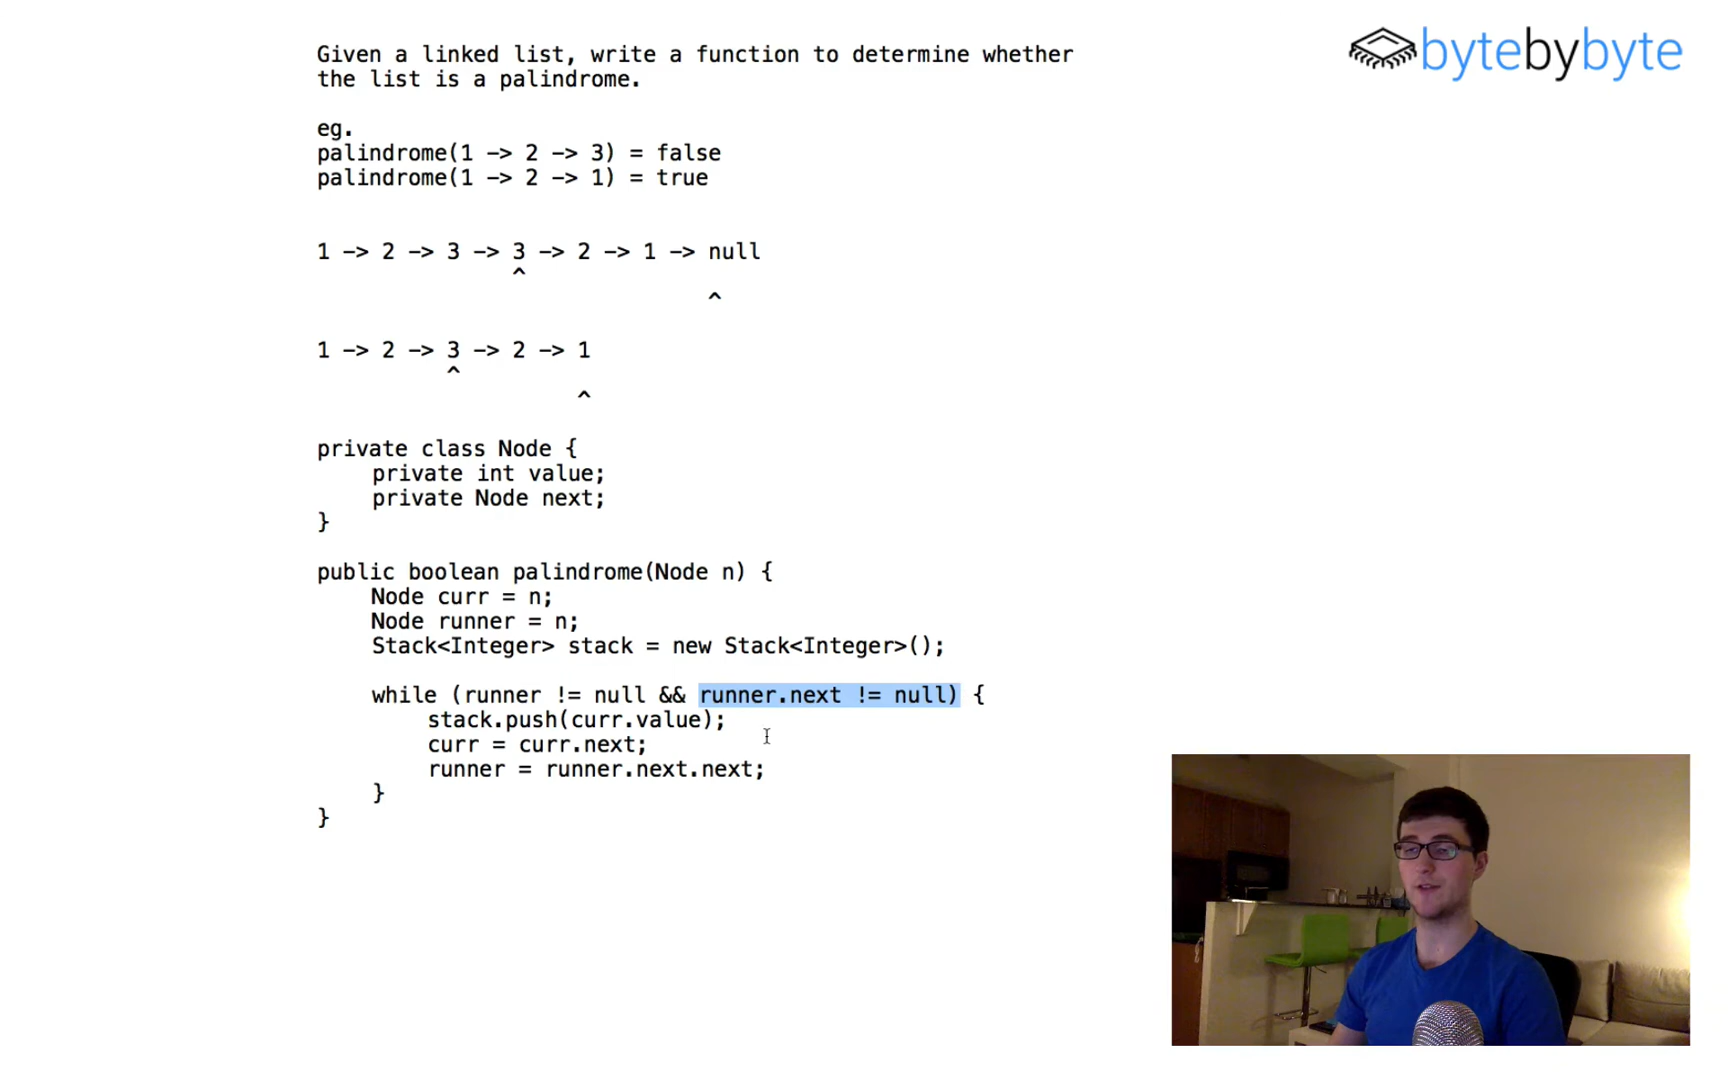 Given a linked list, write a function to determine whether
the list is a palindrome.
bytebybyte
eg.
palindrome(1 -> 2 -> 3) = false
palindrome(1 -> 2 -> 1) = true
1 -> 2 -> 3 -> 3 -> 2 -> 1 -> null
^
^
1 -> 2 -> 3 -> 2 -> 1
^
^
private class Node {
private int value;
private Node next;
}
public boolean palindrome(Node n) {
Node curr = n;
Node runner = n;
Stack<Integer> stack = new Stack<Integer>();
while (runner != null && runner.next != null) {
stack.push(curr.value);
curr = curr.next;
runner = runner.next.next;
}
}